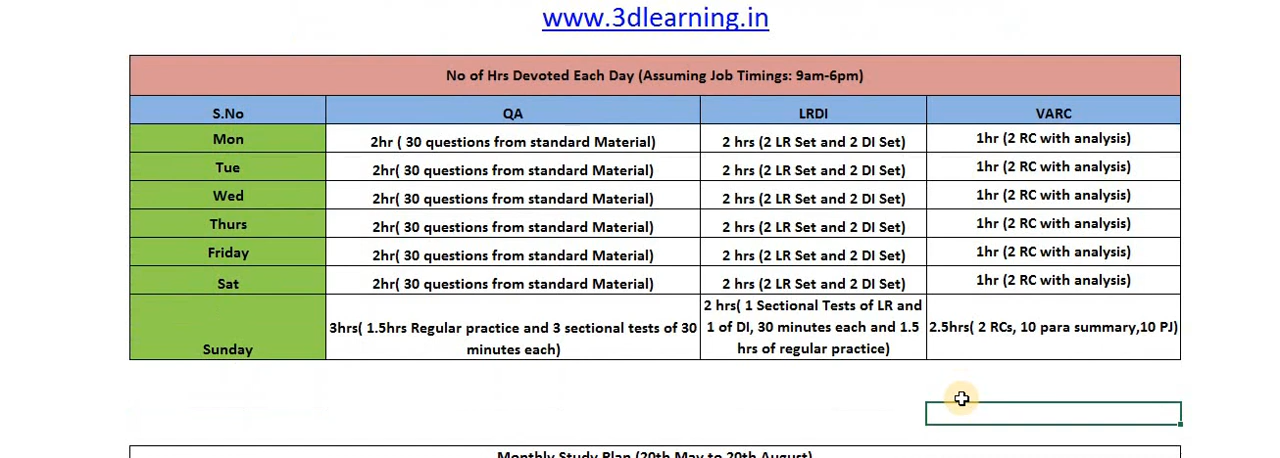 www.3dlearning.in
No of Hrs Devoted Each Day (Assuming Job Timings: 9am-6pm)
S.No QA LRDI VARC
Mon 2hr ( 30 questions from standard Material) 2 hrs (2 LR Set and 2 DI Set) 1hr (2 RC with analysis)
Tue 2hr( 30 questions from standard Material) 2 hrs (2 LR Set and 2 DI Set) 1hr (2 RC with analysis)
Wed 2hr( 30 questions from standard Material) 2 hrs (2 LR Set and 2 DI Set) 1hr (2 RC with analysis)
Thurs 2hr( 30 questions from standard Material) 2 hrs (2 LR Set and 2 DI Set) 1hr (2 RC with analysis)
Friday 2hr( 30 questions from standard Material) 2 hrs (2 LR Set and 2 DI Set) 1hr (2 RC with analysis)
Sat 2hr( 30 questions from standard Material) 2 hrs (2 LR Set and 2 DI Set) 1hr (2 RC with analysis)
Sunday
3hrs( 1.5hrs Regular practice and 3 sectional tests of 30
minutes each)
2 hrs( 1 Sectional Tests of LR and
1 of DI, 30 minutes each and 1.5
hrs of regular practice)
2.5hrs( 2 RCs, 10 para summary,10 PJ)
Monthly Study Plan (20th May to 20th August)